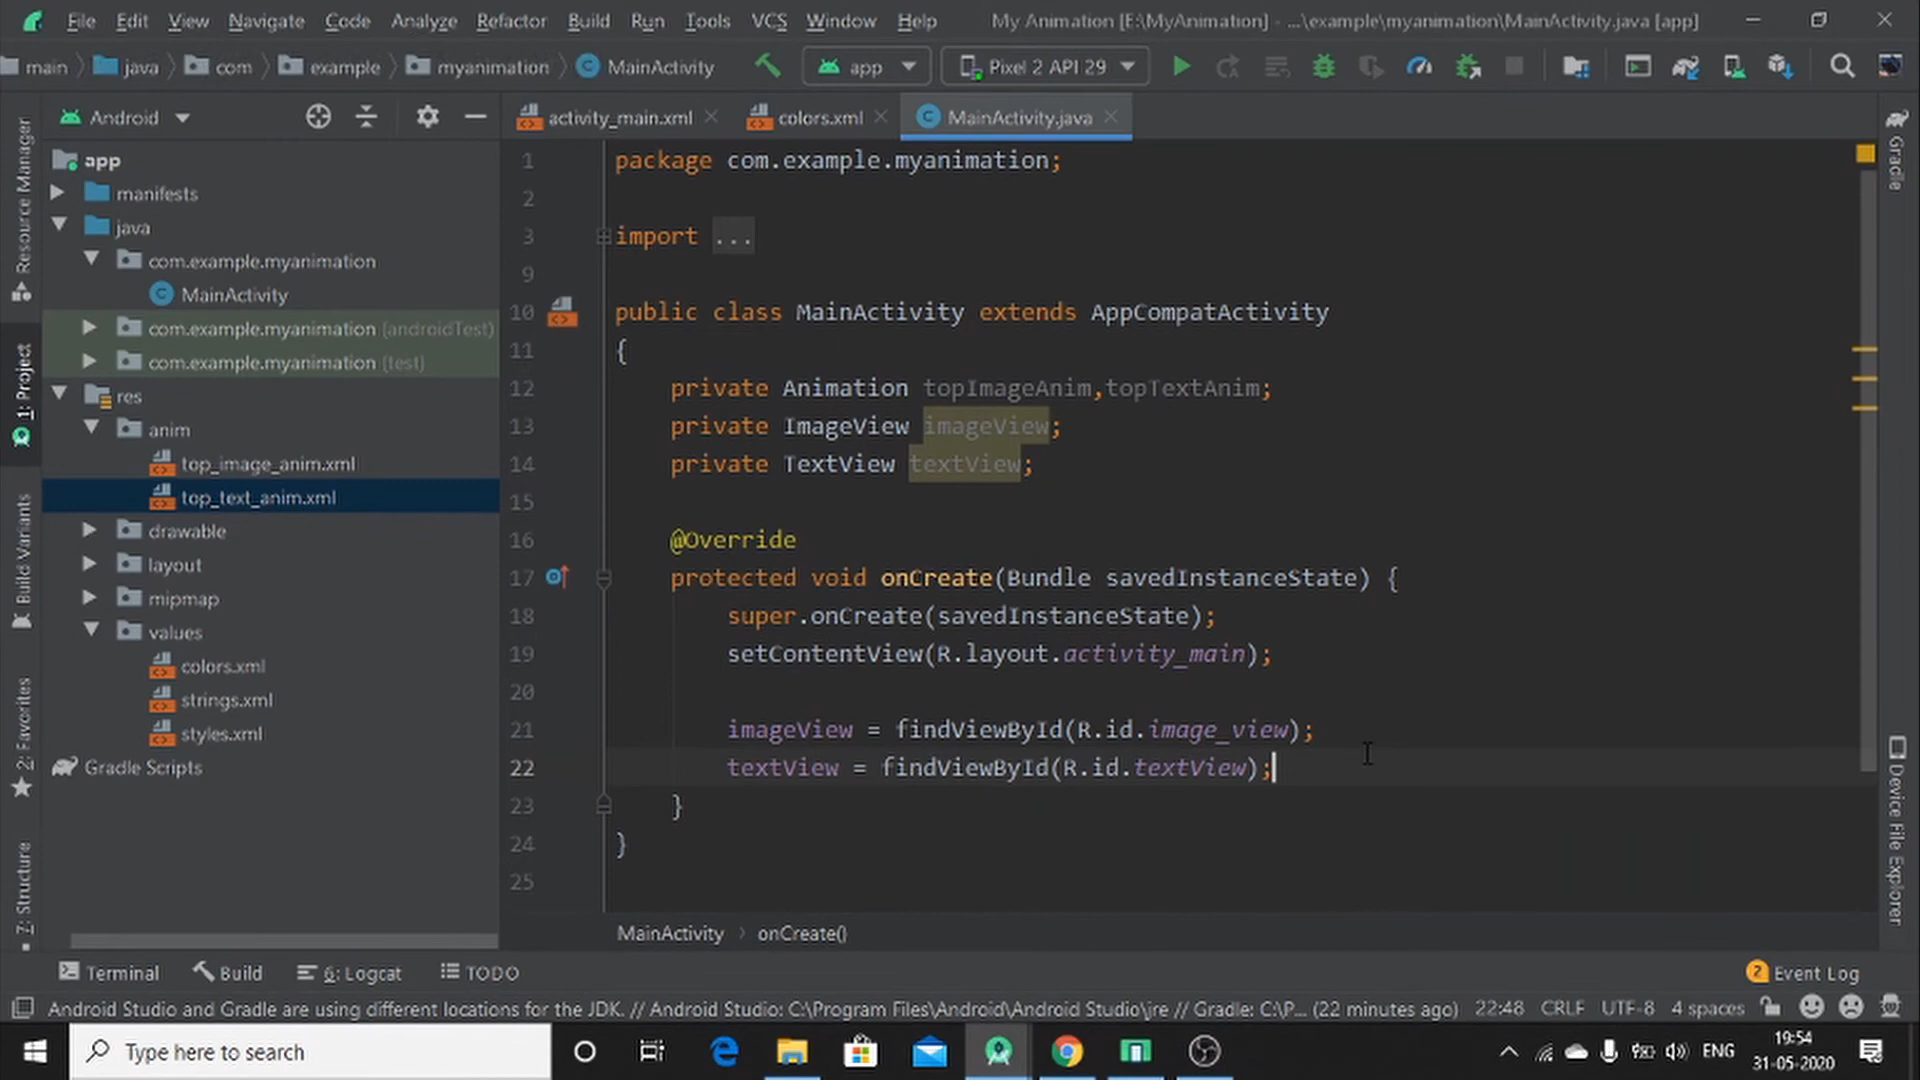 File Edit View Navigate Code Analyze Refactor Build Run Tools VCS Window Help My Animation [E:\MyAnimation] - ...\example\myanimation\MainActivity.java [app]
main java com example myanimation MainActivity app Pixel 2 API 29
Android
activity_main.xml colors.xml MainActivity.java
app
manifests
java
com.example.myanimation
MainActivity
com.example.myanimation (androidTest)
com.example.myanimation (test)
res
anim
top_image_anim.xml
top_text_anim.xml
drawable
layout
mipmap
values
colors.xml
strings.xml
styles.xml
Gradle Scripts
Resource Manager
1: Project
Build Variants
2: Favorites
7: Structure
1 package com.example.myanimation;
2
3 import ...
9
10 public class MainActivity extends AppCompatActivity
11 {
12 private Animation topImageAnim,topTextAnim;
13 private ImageView imageView;
14 private TextView textView;
15
16 @Override
17 protected void onCreate(Bundle savedInstanceState) {
18 super.onCreate(savedInstanceState);
19 setContentView(R.layout.activity_main);
20
21 imageView = findViewById(R.id.image_view);
22 textView = findViewById(R.id.textView);
23 }
24 }
25
Gradle
Device File Explorer
MainActivity onCreate()
Terminal Build 6: Logcat TODO 2 Event Log
Android Studio and Gradle are using different locations for the JDK. // Android Studio: C:\Program Files\Android\Android Studio\jre // Gradle: C:\P... (22 minutes ago) 22:48 CRLF UTF-8 4 spaces
Type here to search
ENG
19:54
31-05-2020